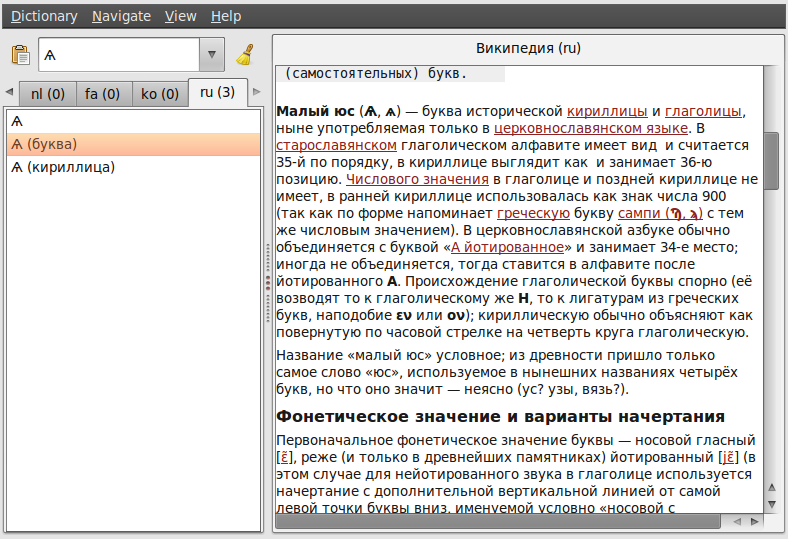 Dictionary Navigate View Help
Ѧ
nl (0) fa (0) ko (0) ru (3)
Ѧ
Ѧ (буква)
Ѧ (кириллица)
Википедия (ru)
(самостоятельных) букв.
Малый юс (Ѧ, ѧ) — буква исторической кириллицы и глаголицы,
ныне употребляемая только в церковнославянском языке. В
старославянском глаголическом алфавите имеет вид и считается
35-й по порядку, в кириллице выглядит как и занимает 36-ю
позицию. Числового значения в глаголице и поздней кириллице не
имеет, в ранней кириллице использовалась как знак числа 900
(так как по форме напоминает греческую букву сампи (Ϡ, ϡ) с тем
же числовым значением). В церковнославянской азбуке обычно
объединяется с буквой «А йотированное» и занимает 34-е место;
иногда не объединяется, тогда ставится в алфавите после
йотированного А. Происхождение глаголической буквы спорно (её
возводят то к глаголическому же Н, то к лигатурам из греческих
букв, наподобие εν или ον); кириллическую обычно объясняют как
повернутую по часовой стрелке на четверть круга глаголическую.
Название «малый юс» условное; из древности пришло только
самое слово «юс», используемое в нынешних названиях четырёх
букв, но что оно значит — неясно (ус? узы, вязь?).
Фонетическое значение и варианты начертания
Первоначальное фонетическое значение буквы — носовой гласный
[ɛ̃], реже (и только в древнейших памятниках) йотированный [jɛ̃] (в
этом случае для нейотированного звука в глаголице используется
начертание с дополнительной вертикальной линией от самой
левой точки буквы вниз, именуемой условно «носовой с